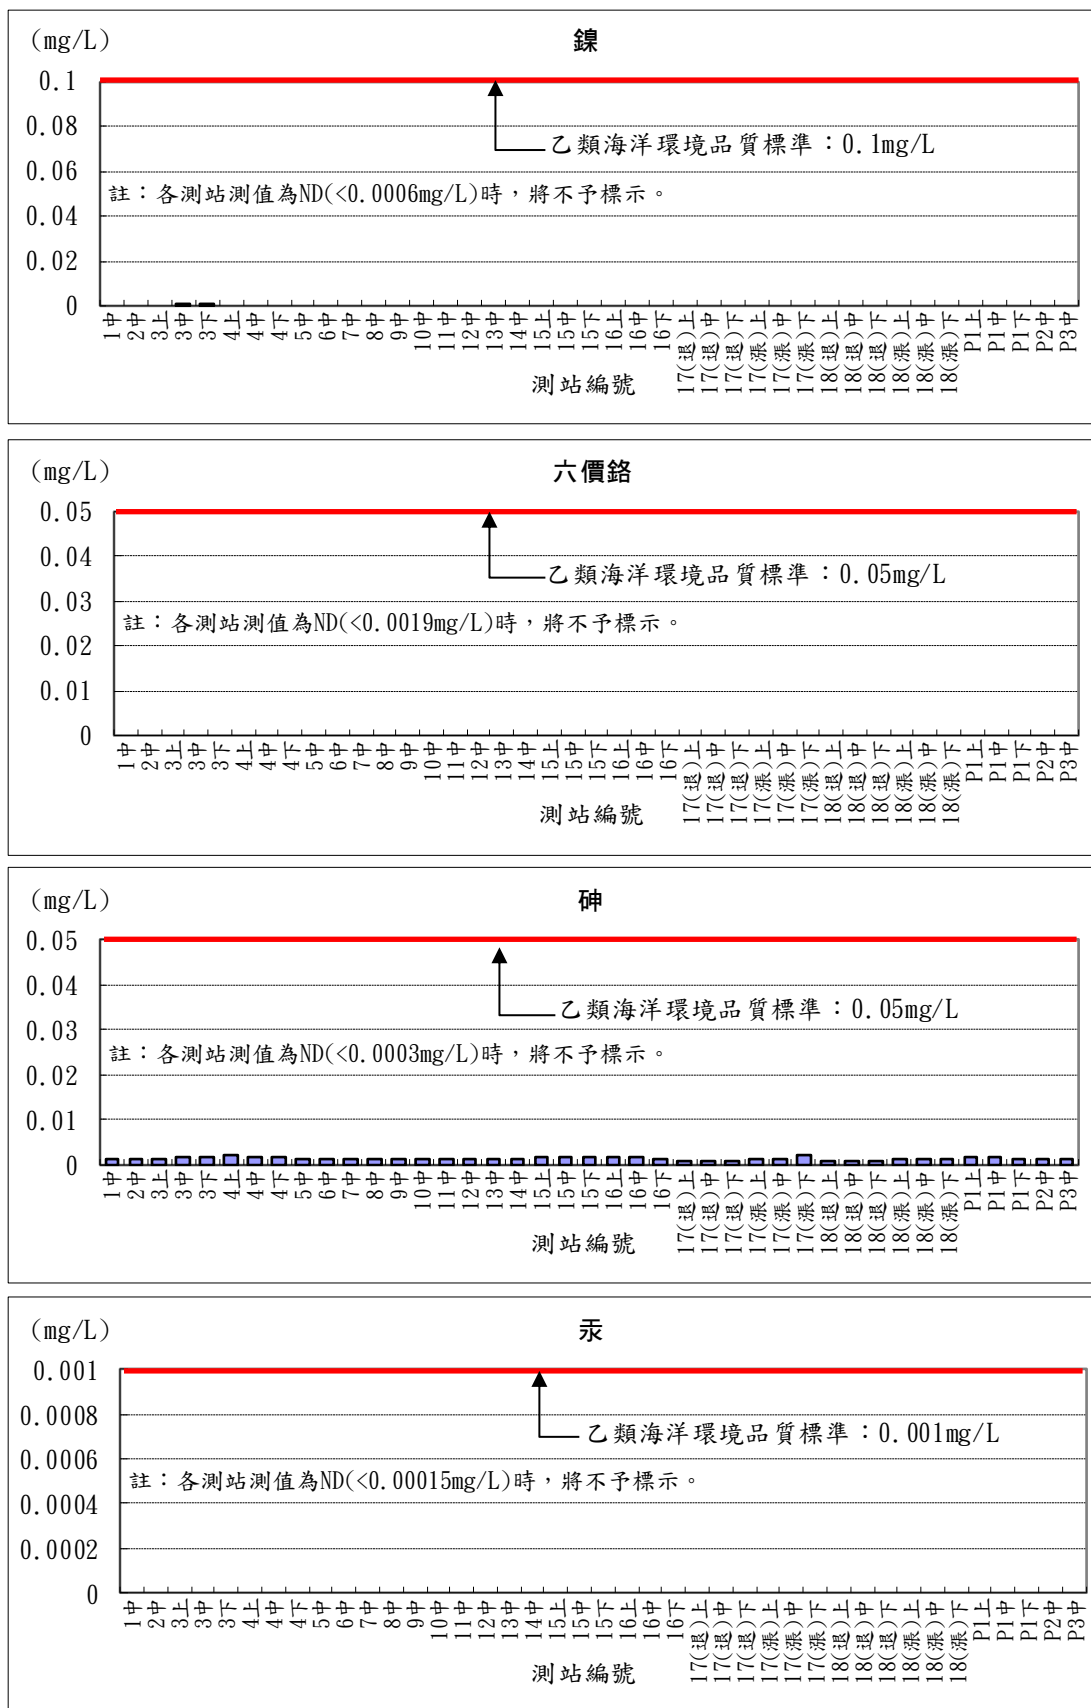 (mg/L)
鎳
0.1
0.08
0.06
0.04
0.02
0
乙類海洋環境品質標準：0.1mg/L
註：各測站測值為ND(<0.0006mg/L)時，將不予標示。
1中 2中 3上 3中 3下 4上 4中 4下 5中 6中 7中 8中 9中 10中 11中 12中 13中 14中 15上 15中 15下 16上 16中 16下 17(退)上 17(退)中 17(退)下 17(漲)上 17(漲)中 17(漲)下 18(退)上 18(退)中 18(退)下 18(漲)上 18(漲)中 18(漲)下 P1上 P1中 P1下 P2中 P3中
測站編號
(mg/L)
六價鉻
0.05
0.04
0.03
0.02
0.01
0
乙類海洋環境品質標準：0.05mg/L
註：各測站測值為ND(<0.0019mg/L)時，將不予標示。
1中 2中 3上 3中 3下 4上 4中 4下 5中 6中 7中 8中 9中 10中 11中 12中 13中 14中 15上 15中 15下 16上 16中 16下 17(退)上 17(退)中 17(退)下 17(漲)上 17(漲)中 17(漲)下 18(退)上 18(退)中 18(退)下 18(漲)上 18(漲)中 18(漲)下 P1上 P1中 P1下 P2中 P3中
測站編號
(mg/L)
砷
0.05
0.04
0.03
0.02
0.01
0
乙類海洋環境品質標準：0.05mg/L
註：各測站測值為ND(<0.0003mg/L)時，將不予標示。
1中 2中 3上 3中 3下 4上 4中 4下 5中 6中 7中 8中 9中 10中 11中 12中 13中 14中 15上 15中 15下 16上 16中 16下 17(退)上 17(退)中 17(退)下 17(漲)上 17(漲)中 17(漲)下 18(退)上 18(退)中 18(退)下 18(漲)上 18(漲)中 18(漲)下 P1上 P1中 P1下 P2中 P3中
測站編號
(mg/L)
汞
0.001
0.0008
0.0006
0.0004
0.0002
0
乙類海洋環境品質標準：0.001mg/L
註：各測站測值為ND(<0.00015mg/L)時，將不予標示。
1中 2中 3上 3中 3下 4上 4中 4下 5中 6中 7中 8中 9中 10中 11中 12中 13中 14中 15上 15中 15下 16上 16中 16下 17(退)上 17(退)中 17(退)下 17(漲)上 17(漲)中 17(漲)下 18(退)上 18(退)中 18(退)下 18(漲)上 18(漲)中 18(漲)下 P1上 P1中 P1下 P2中 P3中
測站編號